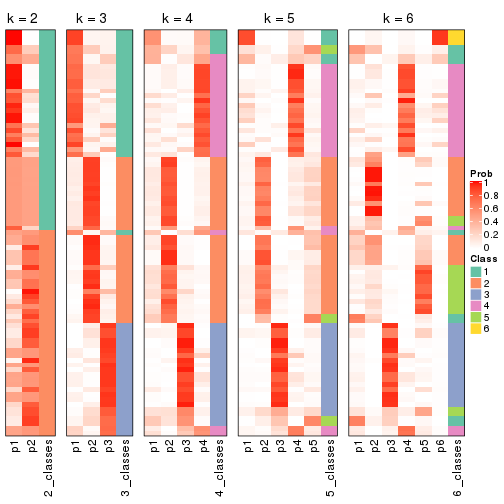 k = 2
k = 3
k = 4
k = 5
k = 6
Prob
1
0.8
0.6
0.4
0.2
0
Class
1
2
3
4
5
6
p1
p2
2_classes
p1
p2
p3
3_classes
p1
p2
p3
p4
4_classes
p1
p2
p3
p4
p5
5_classes
p1
p2
p3
p4
p5
p6
6_classes